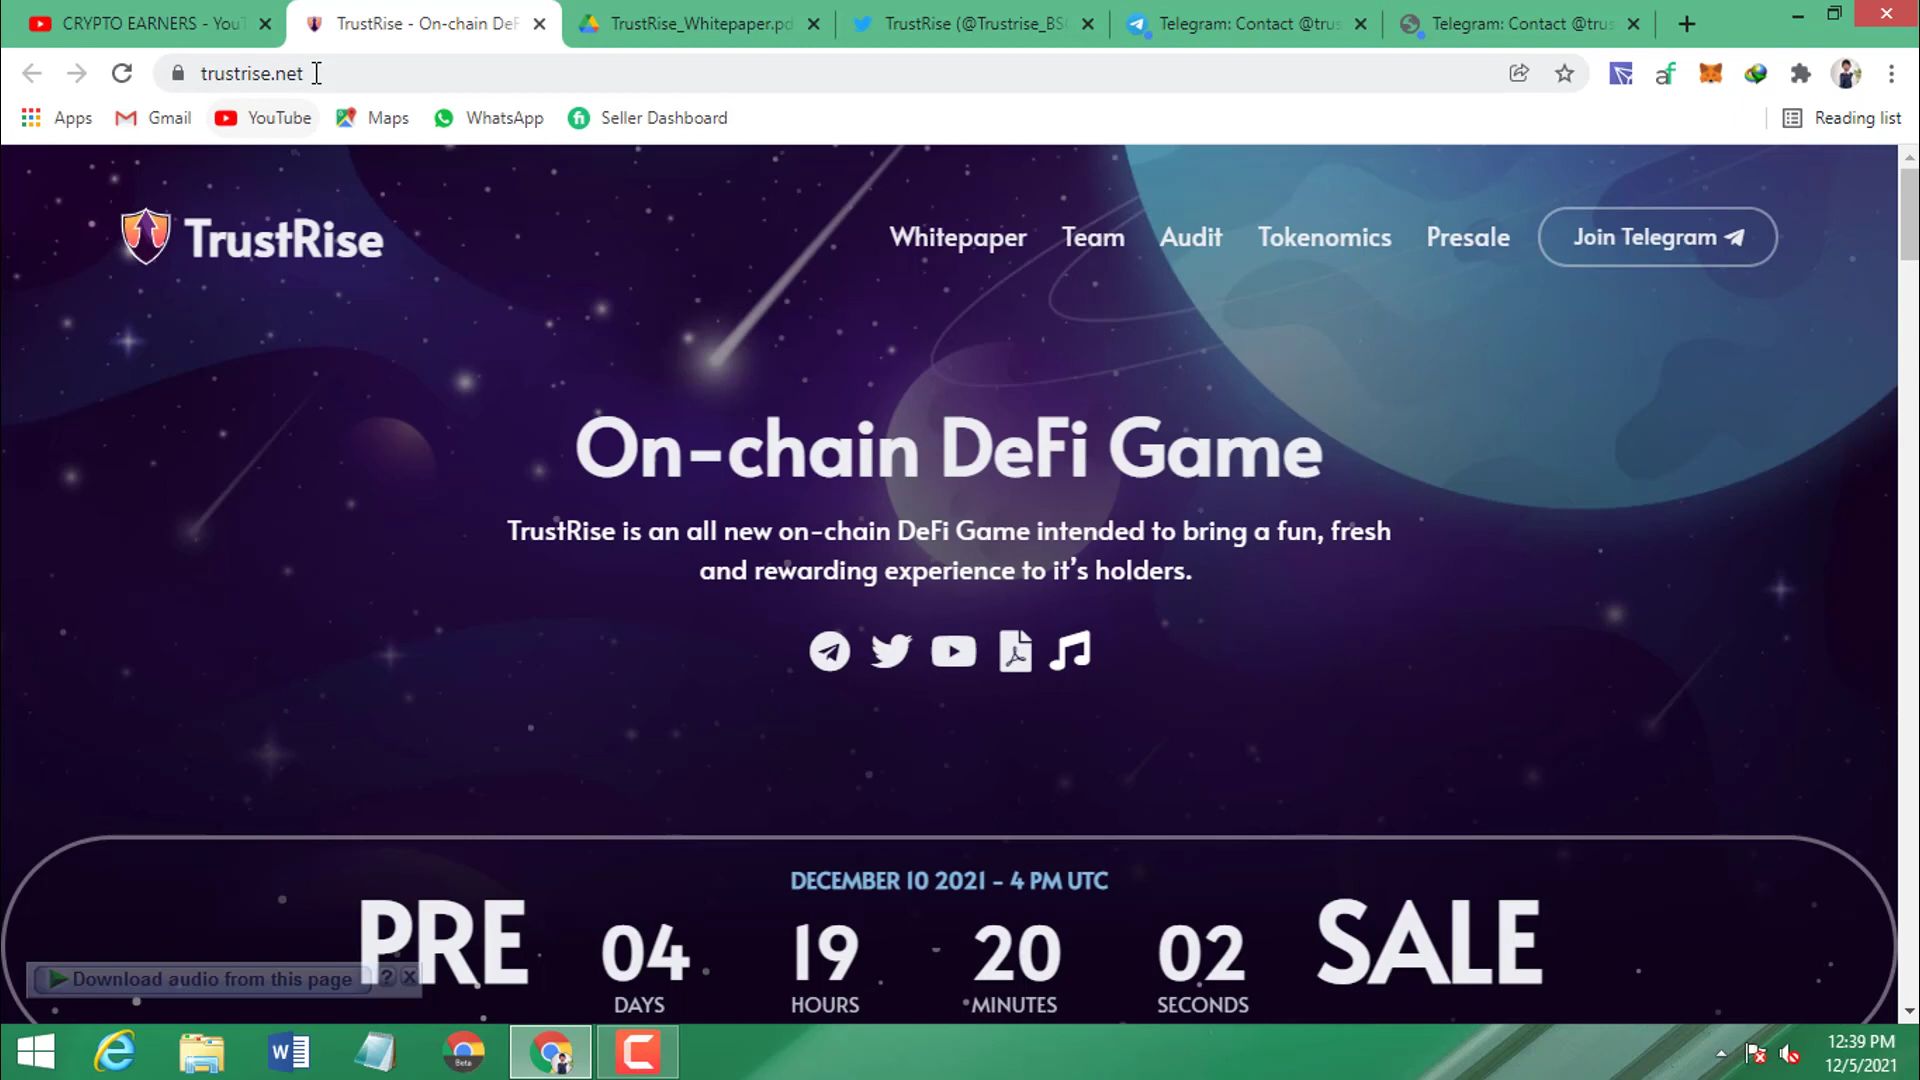 CRYPTO EARNERS - YouT
TrustRise - On-chain DeF
TrustRise_Whitepaper.pd
TrustRise (@Trustrise_BS
Telegram: Contact @trus
Telegram: Contact @trus
trustrise.net
Apps
Gmail
YouTube
Maps
WhatsApp
Seller Dashboard
Reading list
TrustRise
Whitepaper
Team
Audit
Tokenomics
Presale
Join Telegram
On-chain DeFi Game
TrustRise is an all new on-chain DeFi Game intended to bring a fun, fresh
and rewarding experience to it's holders.
DECEMBER 10 2021 - 4 PM UTC
PRE
04
19
20
02
SALE
DAYS
HOURS
MINUTES
SECONDS
Download audio from this page
?
12:39 PM
12/5/2021